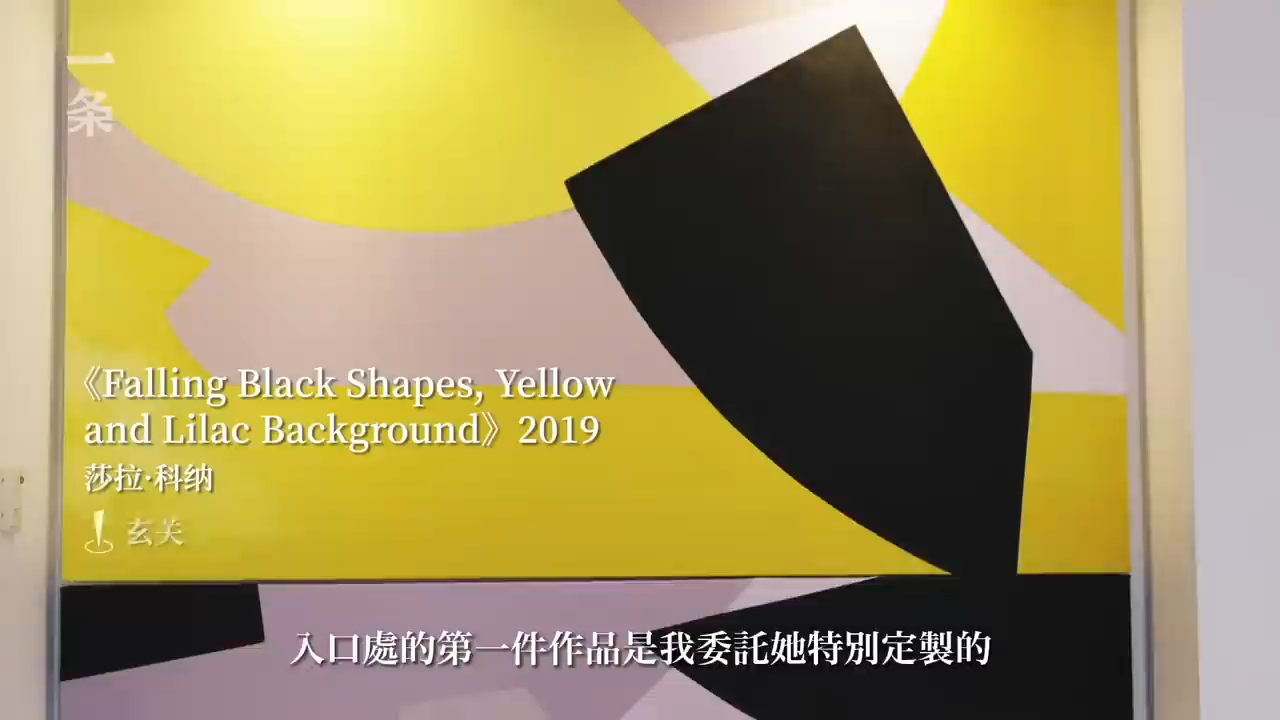 一
条
《Falling Black Shapes, Yellow
and Lilac Background》2019
莎拉·科纳
玄关
入口處的第一件作品是我委託她特別定製的